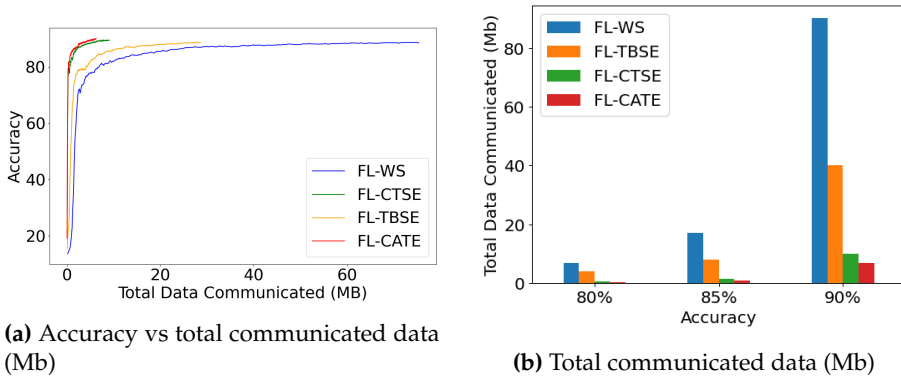 80
60
40
20
Accuracy
FL-WS
FL-CTSE
FL-TBSE
FL-CATE
0 20 40 60
Total Data Communicated (MB)
(a) Accuracy vs total communicated data
(Mb)
80
60
40
20
0
Total Data Communicated (Mb)
FL-WS
FL-TBSE
FL-CTSE
FL-CATE
80% 85% 90%
Accuracy
(b) Total communicated data (Mb)